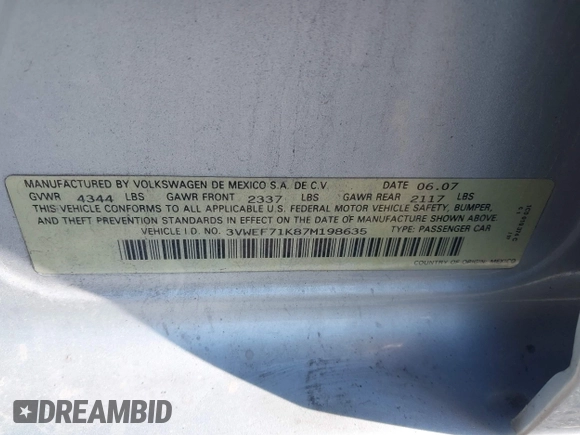 MANUFACTURED BY VOLKSWAGEN DE MEXICO S.A. DE C.V. DATE 06.07
GVWR 4344 LBS GAWR FRONT 2337 LBS GAWR REAR 2117 LBS
THIS VEHICLE CONFORMS TO ALL APPLICABLE U.S. FEDERAL MOTOR VEHICLE SAFETY, BUMPER,
AND THEFT PREVENTION STANDARDS IN EFFECT ON THE DATE OF MANUFACTURE SHOWN ABOVE.
VEHICLE I.D. NO. 3VWEF71K87M198635 TYPE: PASSENGER CAR
COUNTRY OF ORIGIN: MEXICO
DREAMBID